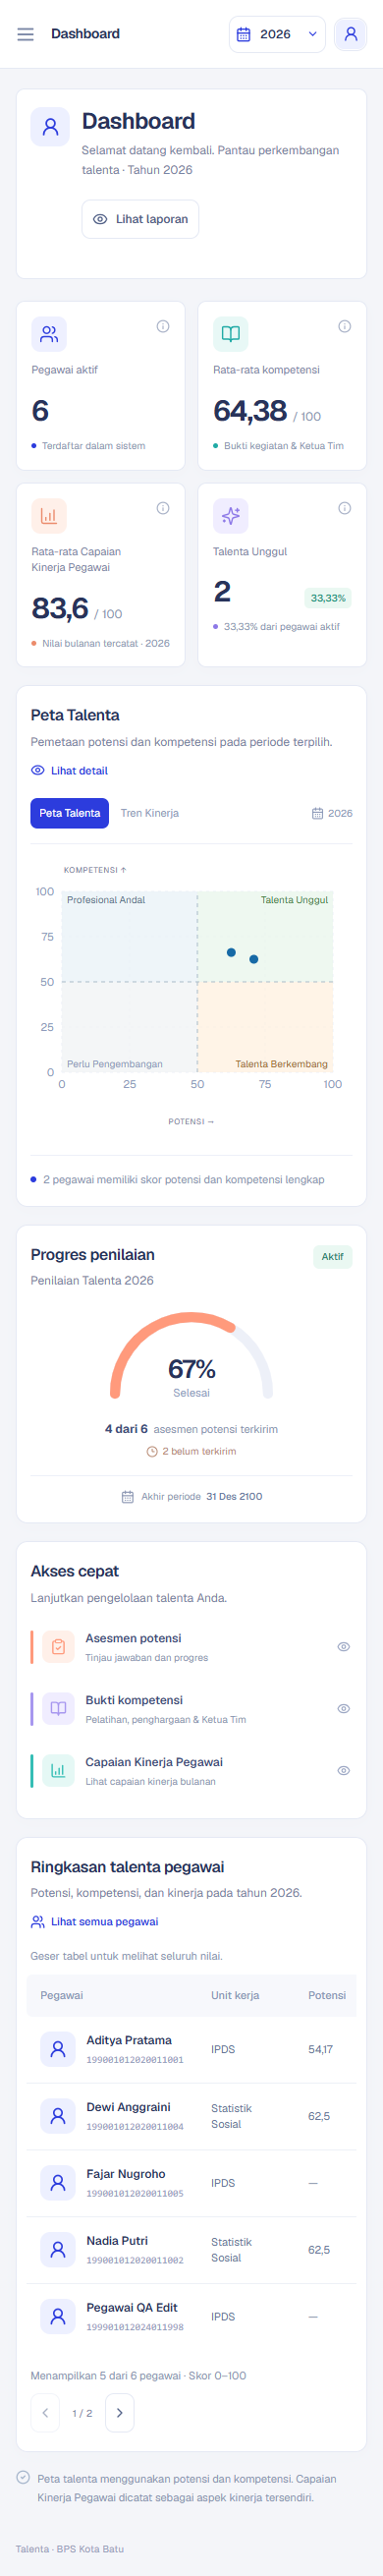 Dashboard
2026
Dashboard
Selamat datang kembali. Pantau perkembangan
talenta · Tahun 2026
Lihat laporan
Pegawai aktif
6
Terdaftar dalam sistem
Rata-rata kompetensi
64,38 / 100
Bukti kegiatan & Ketua Tim
Rata-rata Capaian
Kinerja Pegawai
83,6 / 100
Nilai bulanan tercatat · 2026
Talenta Unggul
2
33,33%
33,33% dari pegawai aktif
Peta Talenta
Pemetaan potensi dan kompetensi pada periode terpilih.
Lihat detail
Peta Talenta
Tren Kinerja
2026
KOMPETENSI ↑
100
Profesional Andal
Talenta Unggul
75
50
25
Perlu Pengembangan
Talenta Berkembang
0
0 25 50 75 100
POTENSI →
2 pegawai memiliki skor potensi dan kompetensi lengkap
Progres penilaian
Aktif
Penilaian Talenta 2026
67%
Selesai
4 dari 6 asesmen potensi terkirim
2 belum terkirim
Akhir periode 31 Des 2100
Akses cepat
Lanjutkan pengelolaan talenta Anda.
Asesmen potensi
Tinjau jawaban dan progres
Bukti kompetensi
Pelatihan, penghargaan & Ketua Tim
Capaian Kinerja Pegawai
Lihat capaian kinerja bulanan
Ringkasan talenta pegawai
Potensi, kompetensi, dan kinerja pada tahun 2026.
Lihat semua pegawai
Geser tabel untuk melihat seluruh nilai.
Pegawai Unit kerja Potensi
Aditya Pratama
199001012020011001
IPDS
54,17
Dewi Anggraini
199001012020011004
Statistik
Sosial
62,5
Fajar Nugroho
199001012020011005
IPDS
—
Nadia Putri
199001012020011002
Statistik
Sosial
62,5
Pegawai QA Edit
199901012024011998
IPDS
—
Menampilkan 5 dari 6 pegawai · Skor 0–100
1 / 2
Peta talenta menggunakan potensi dan kompetensi. Capaian
Kinerja Pegawai dicatat sebagai aspek kinerja tersendiri.
Talenta · BPS Kota Batu